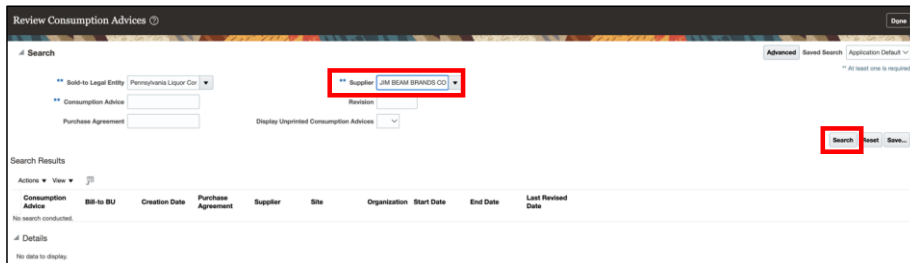 Review Consumption Advices
Done
Search
Advanced Saved Search Application Default
** At least one is required
** Sold-to Legal Entity Pennsylvania Liquor Cor
** Supplier JIM BEAM BRANDS CO
** Consumption Advice
Revision
Purchase Agreement
Display Unprinted Consumption Advices
Search Reset Save...
Search Results
Actions View
Consumption Advice Bill-to BU Creation Date Purchase Agreement Supplier Site Organization Start Date End Date Last Revised Date
No search conducted.
Details
No data to display.